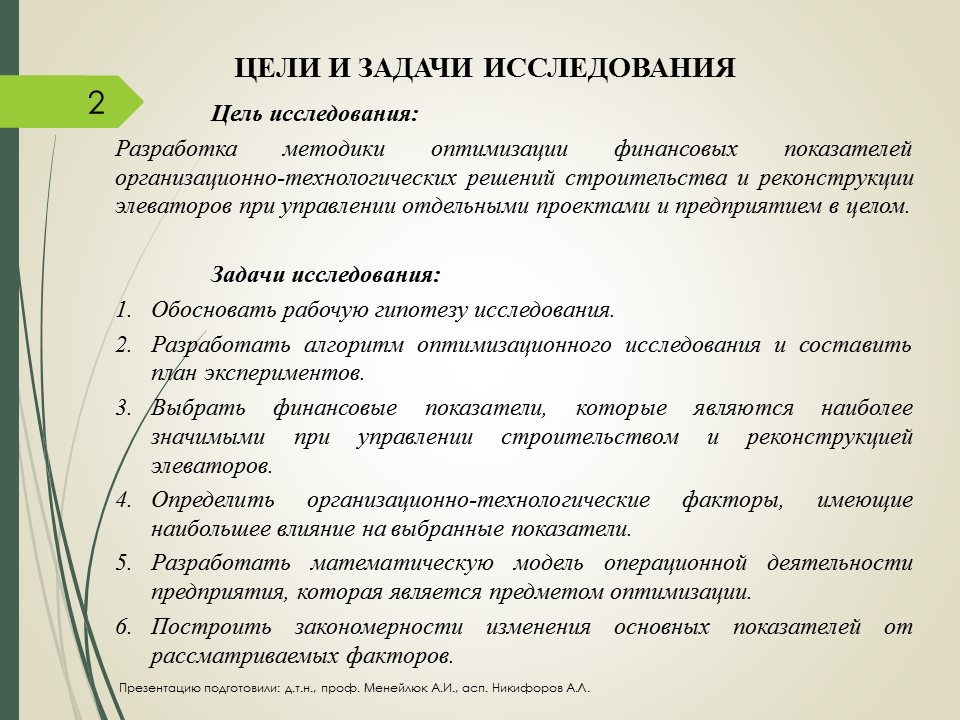 ЦЕЛИ И ЗАДАЧИ ИССЛЕДОВАНИЯ
2
Цель исследования:
Разработка методики оптимизации финансовых показателей
организационно-технологических решений строительства и реконструкции
элеваторов при управлении отдельными проектами и предприятием в целом.
Задачи исследования:
1. Обосновать рабочую гипотезу исследования.
2. Разработать алгоритм оптимизационного исследования и составить
план экспериментов.
3. Выбрать финансовые показатели, которые являются наиболее
значимыми при управлении строительством и реконструкцией
элеваторов.
4. Определить организационно-технологические факторы, имеющие
наибольшее влияние на выбранные показатели.
5. Разработать математическую модель операционной деятельности
предприятия, которая является предметом оптимизации.
6. Построить закономерности изменения основных показателей от
рассматриваемых факторов.
Презентацию подготовили: д.т.н., проф. Менейлюк А.И., асп. Никифоров А.Л.